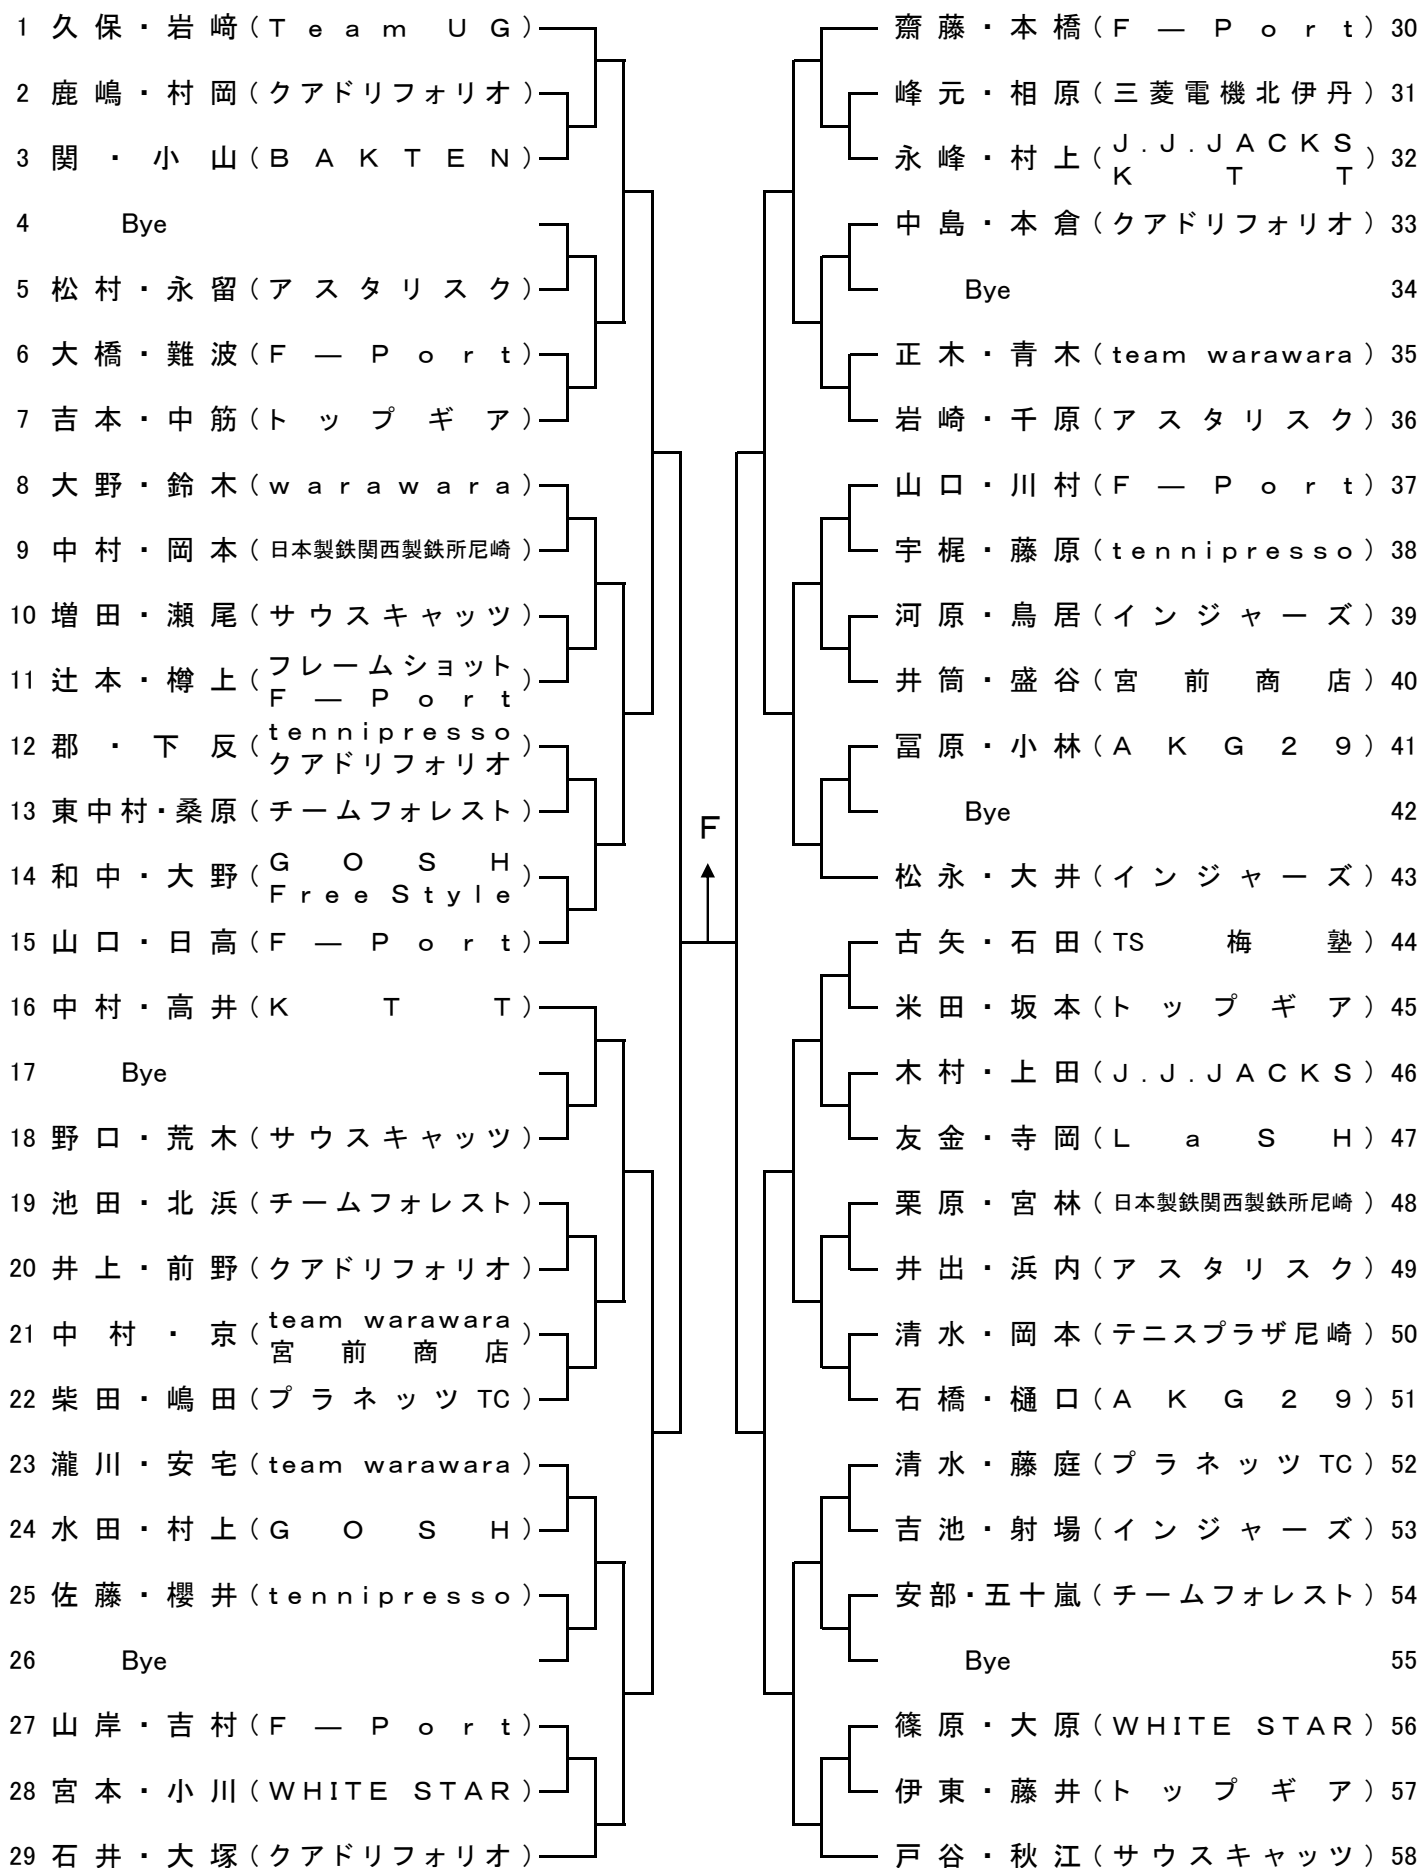 1 久保・岩﨑(Team UG)
2 鹿嶋・村岡(クアドリフォリオ)
3 関・小山(BAKTEN)
4 Bye
5 松村・永留(アスタリスク)
6 大橋・難波(F―Port)
7 吉本・中筋(トップギア)
8 大野・鈴木(warawara)
9 中村・岡本(日本製鉄関西製鉄所尼崎)
10 増田・瀬尾(サウスキャッツ)
11 辻本・樽上(フレームショット
F―Port)
12 郡・下反(tennipresso
クアドリフォリオ)
13 東中村・桑原(チームフォレスト)
14 和中・大野(GOSH
Free Style)
15 山口・日高(F―Port)
16 中村・高井(KTT)
17 Bye
18 野口・荒木(サウスキャッツ)
19 池田・北浜(チームフォレスト)
20 井上・前野(クアドリフォリオ)
21 中村・京(team warawara
宮前商店)
22 柴田・嶋田(プラネッツTC)
23 瀧川・安宅(team warawara)
24 水田・村上(GOSH)
25 佐藤・櫻井(tennipresso)
26 Bye
27 山岸・吉村(F―Port)
28 宮本・小川(WHITE STAR)
29 石井・大塚(クアドリフォリオ)
F
齋藤・本橋(F―Port) 30
峰元・相原(三菱電機北伊丹) 31
永峰・村上(J.J.JACKS
KTT) 32
中島・本倉(クアドリフォリオ) 33
Bye 34
正木・青木(team warawara) 35
岩崎・千原(アスタリスク) 36
山口・川村(F―Port) 37
宇梶・藤原(tennipresso) 38
河原・鳥居(インジャーズ) 39
井筒・盛谷(宮前商店) 40
冨原・小林(AKG29) 41
Bye 42
松永・大井(インジャーズ) 43
古矢・石田(TS梅塾) 44
米田・坂本(トップギア) 45
木村・上田(J.J.JACKS) 46
友金・寺岡(LaSH) 47
栗原・宮林(日本製鉄関西製鉄所尼崎) 48
井出・浜内(アスタリスク) 49
清水・岡本(テニスプラザ尼崎) 50
石橋・樋口(AKG29) 51
清水・藤庭(プラネッツTC) 52
吉池・射場(インジャーズ) 53
安部・五十嵐(チームフォレスト) 54
Bye 55
篠原・大原(WHITE STAR) 56
伊東・藤井(トップギア) 57
戸谷・秋江(サウスキャッツ) 58